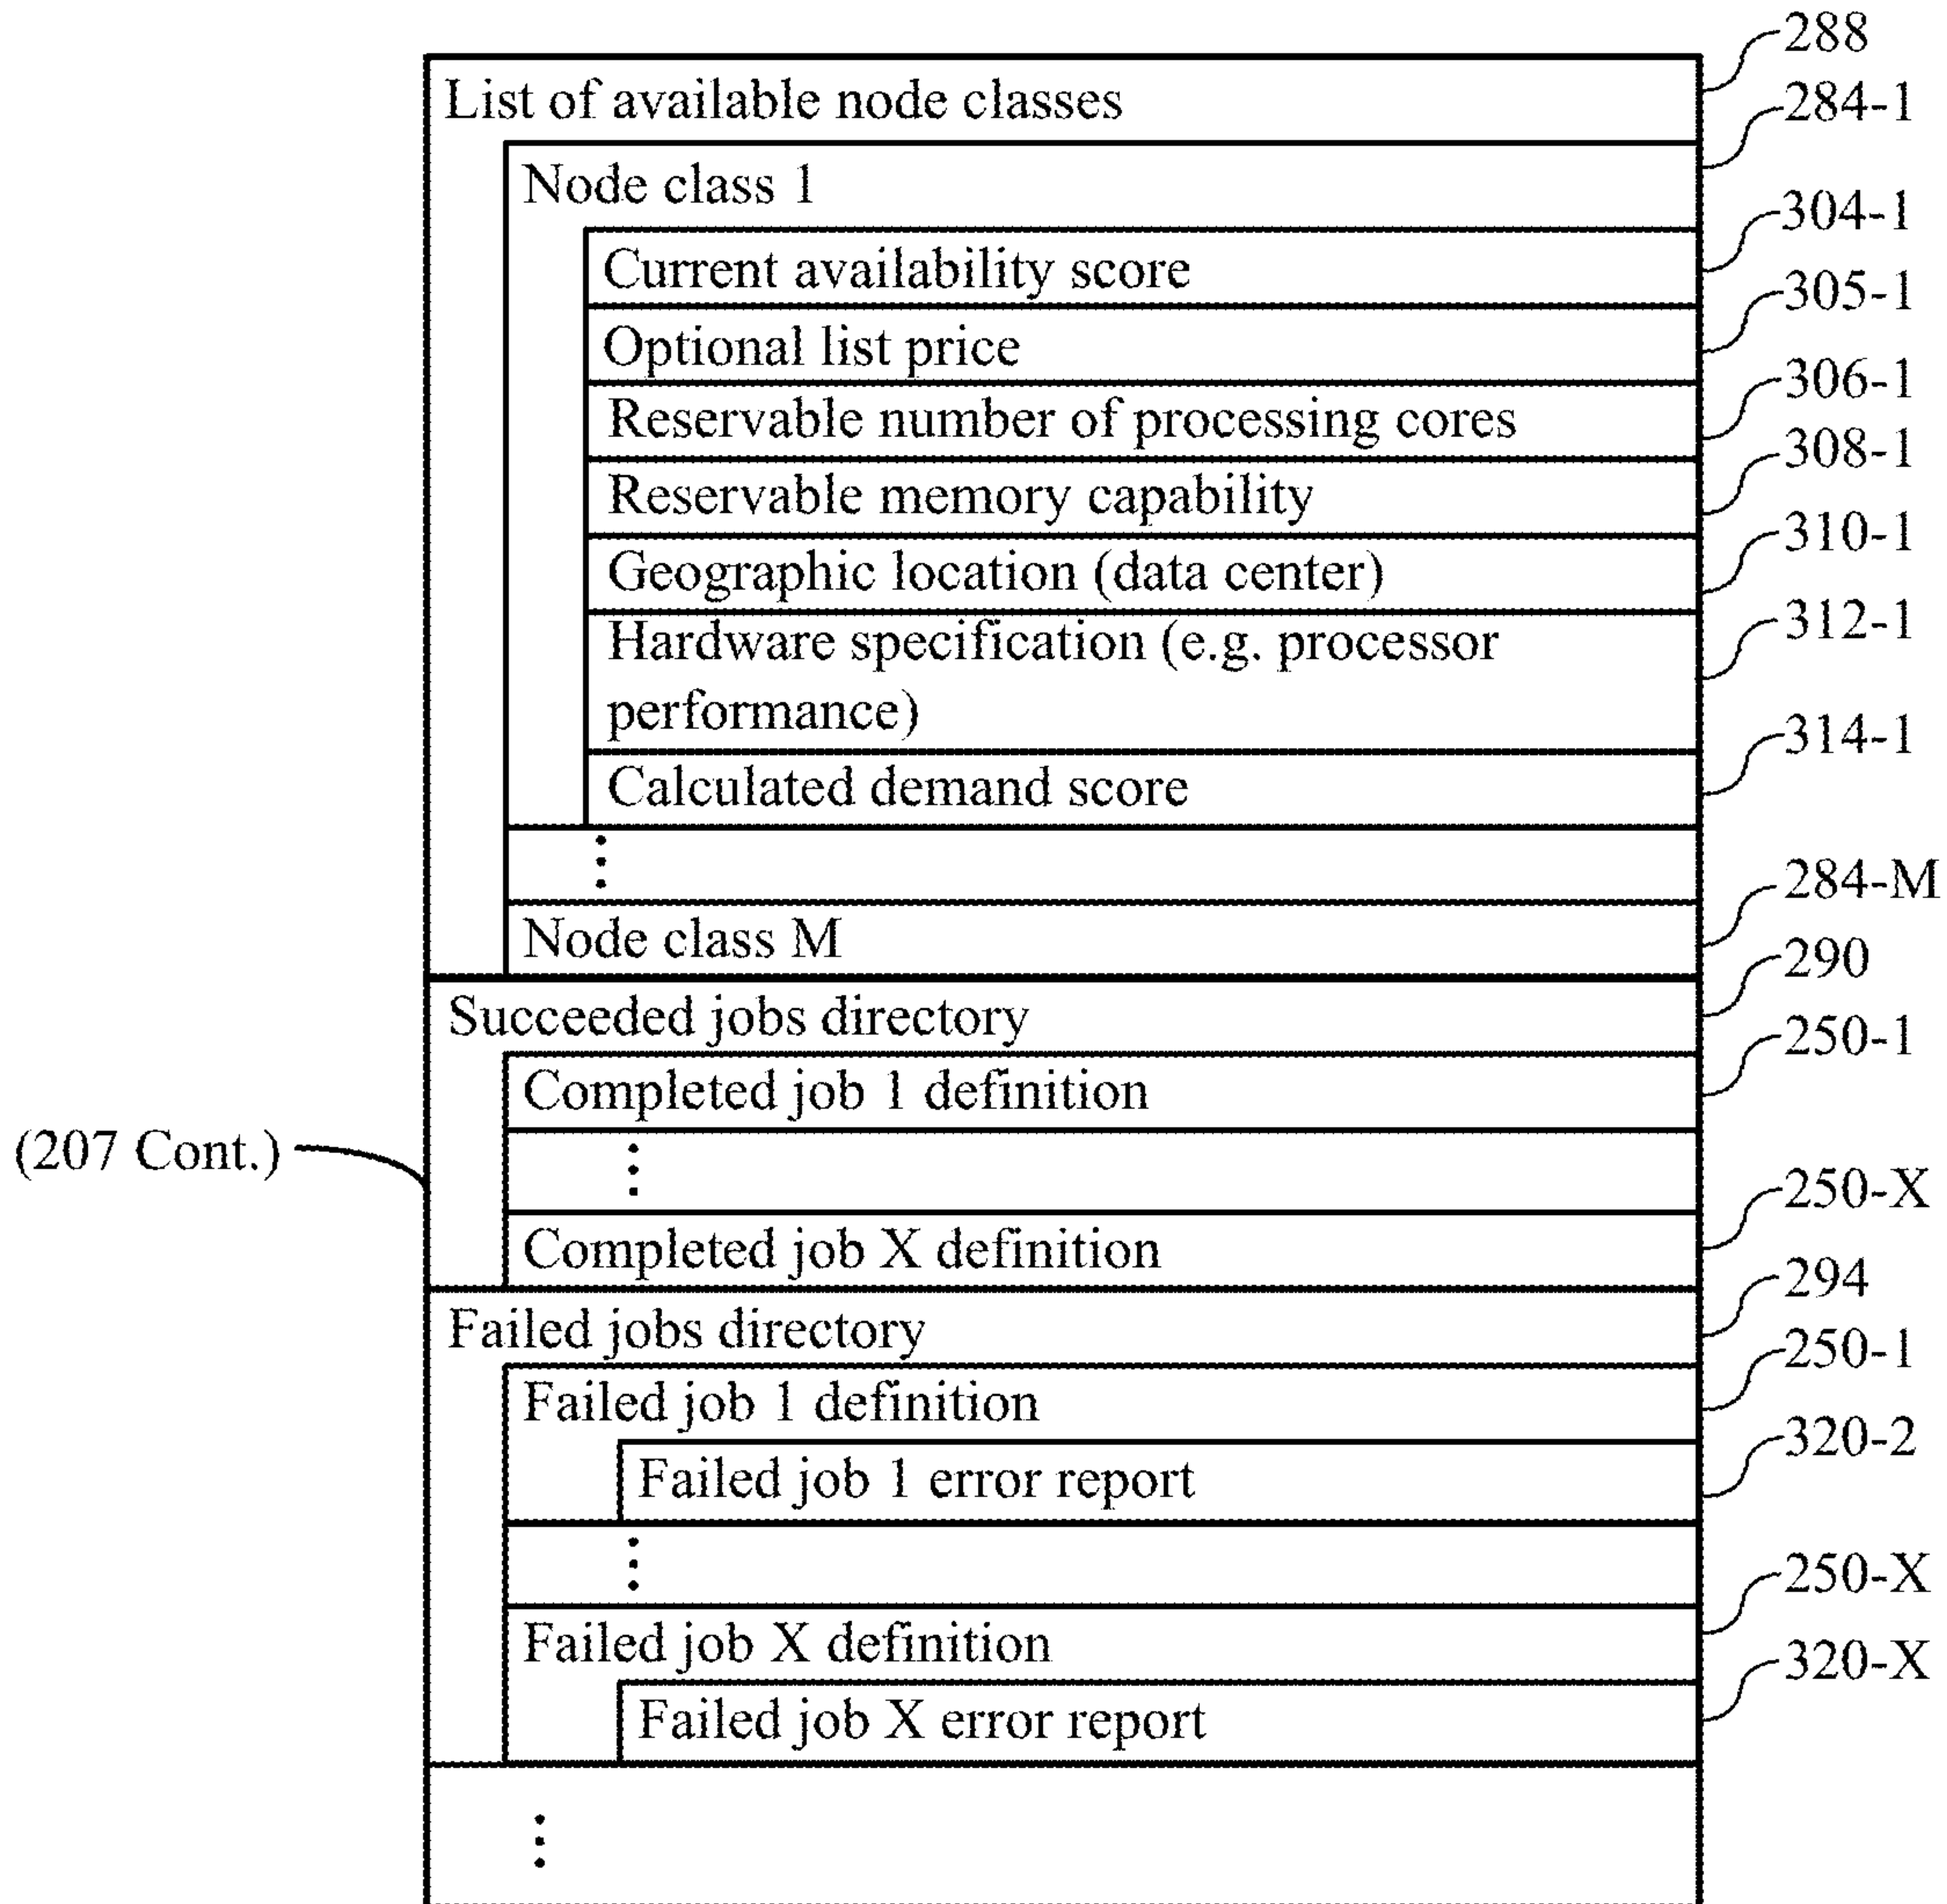 288
List of available node classes
284-1
Node class 1
304-1
Current availability score
305-1
Optional list price
306-1
Reservable number of processing cores
308-1
Reservable memory capability
310-1
Geographic location (data center)
312-1
Hardware specification (e.g. processor
performance)
314-1
Calculated demand score
284-M
Node class M
290
Succeeded jobs directory
250-1
Completed job 1 definition
(207 Cont.)
250-X
Completed job X definition
294
Failed jobs directory
250-1
Failed job 1 definition
320-2
Failed job 1 error report
250-X
Failed job X definition
320-X
Failed job X error report